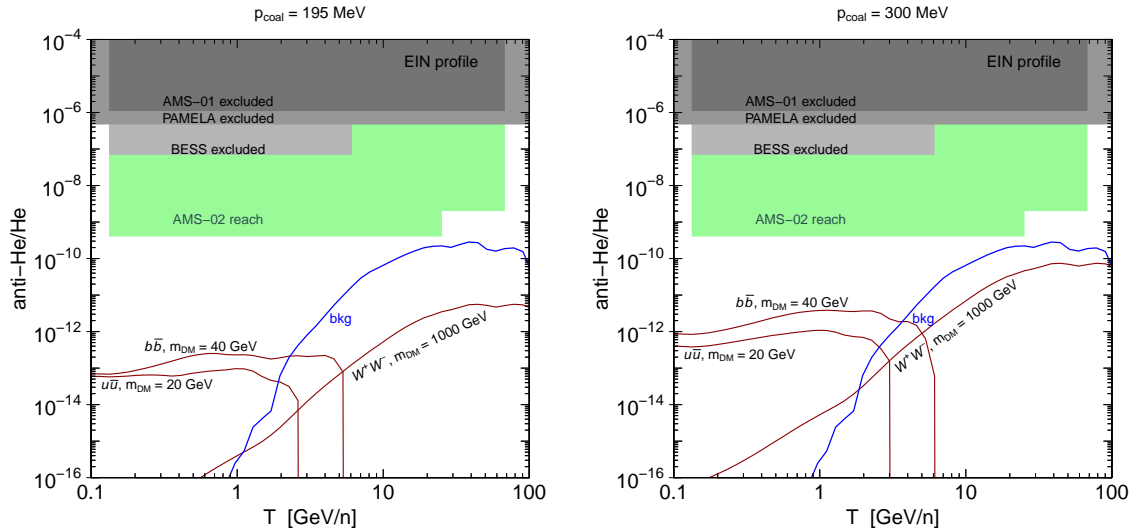 p_coal = 195 MeV
10⁻⁴
EIN profile
AMS−01 excluded
10⁻⁶
PAMELA excluded
BESS excluded
10⁻⁸
AMS−02 reach
10⁻¹⁰
bb̄, m_DM = 40 GeV
bkg
10⁻¹²
uū, m_DM = 20 GeV
W⁺W⁻, m_DM = 1000 GeV
10⁻¹⁴
10⁻¹⁶
anti−He/He
0.1 1 10 100
T [GeV/n]
p_coal = 300 MeV
10⁻⁴
EIN profile
AMS−01 excluded
10⁻⁶
PAMELA excluded
BESS excluded
10⁻⁸
AMS−02 reach
10⁻¹⁰
bb̄, m_DM = 40 GeV
bkg
10⁻¹²
uū, m_DM = 20 GeV
W⁺W⁻, m_DM = 1000 GeV
10⁻¹⁴
10⁻¹⁶
anti−He/He
0.1 1 10 100
T [GeV/n]